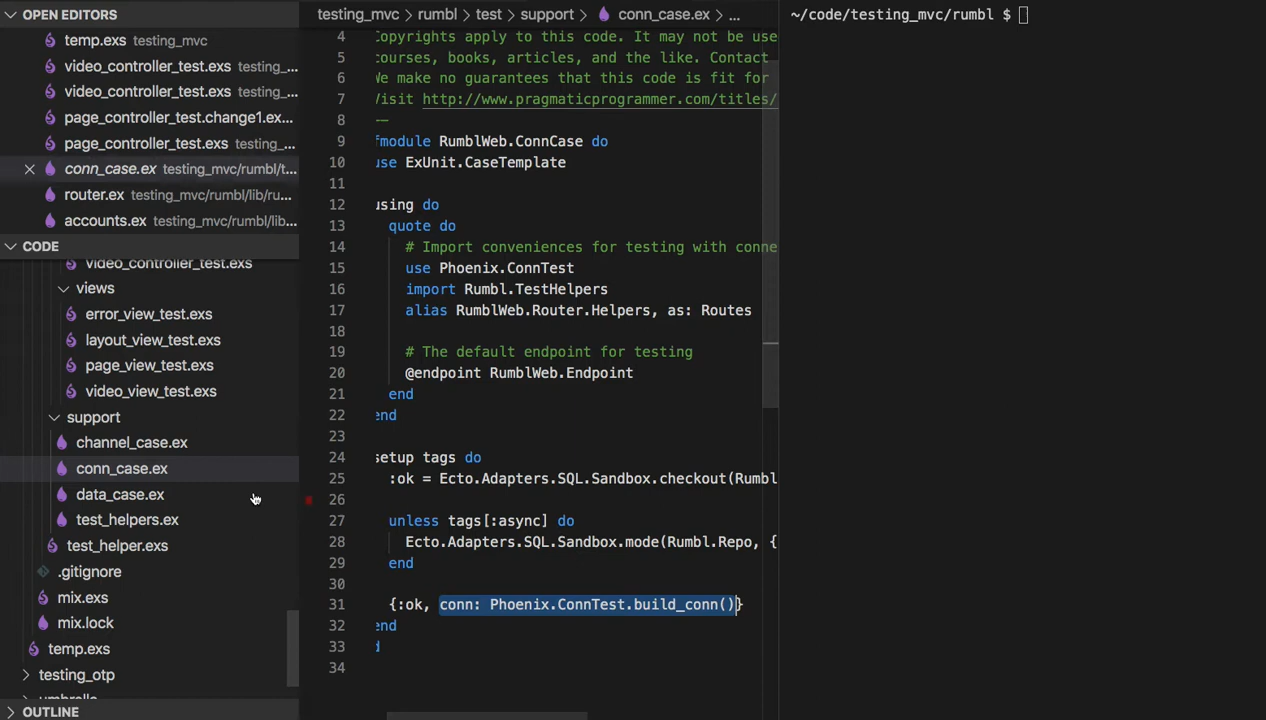 OPEN EDITORS
temp.exs testing_mvc
video_controller_test.exs testing_...
video_controller_test.exs testing_...
page_controller_test.change1.ex...
page_controller_test.exs testing_...
conn_case.ex testing_mvc/rumbl/t...
router.ex testing_mvc/rumbl/lib/ru...
accounts.ex testing_mvc/rumbl/lib...
CODE
video_controller_test.exs
views
error_view_test.exs
layout_view_test.exs
page_view_test.exs
video_view_test.exs
support
channel_case.ex
conn_case.ex
data_case.ex
test_helpers.ex
test_helper.exs
.gitignore
mix.exs
mix.lock
temp.exs
testing_otp
umbrella
OUTLINE
testing_mvc > rumbl > test > support > conn_case.ex > ...
4 Copyrights apply to this code. It may not be use
5 courses, books, articles, and the like. Contact
6 We make no guarantees that this code is fit for
7 Visit http://www.pragmaticprogrammer.com/titles/
8 --
9 fmodule RumblWeb.ConnCase do
10 use ExUnit.CaseTemplate
11
12 using do
13 quote do
14 # Import conveniences for testing with conne
15 use Phoenix.ConnTest
16 import Rumbl.TestHelpers
17 alias RumblWeb.Router.Helpers, as: Routes
18
19 # The default endpoint for testing
20 @endpoint RumblWeb.Endpoint
21 end
22 end
23
24 setup tags do
25 :ok = Ecto.Adapters.SQL.Sandbox.checkout(Rumbl
26
27 unless tags[:async] do
28 Ecto.Adapters.SQL.Sandbox.mode(Rumbl.Repo, {
29 end
30
31 {:ok, conn: Phoenix.ConnTest.build_conn()}
32 end
33 d
34
~/code/testing_mvc/rumbl $